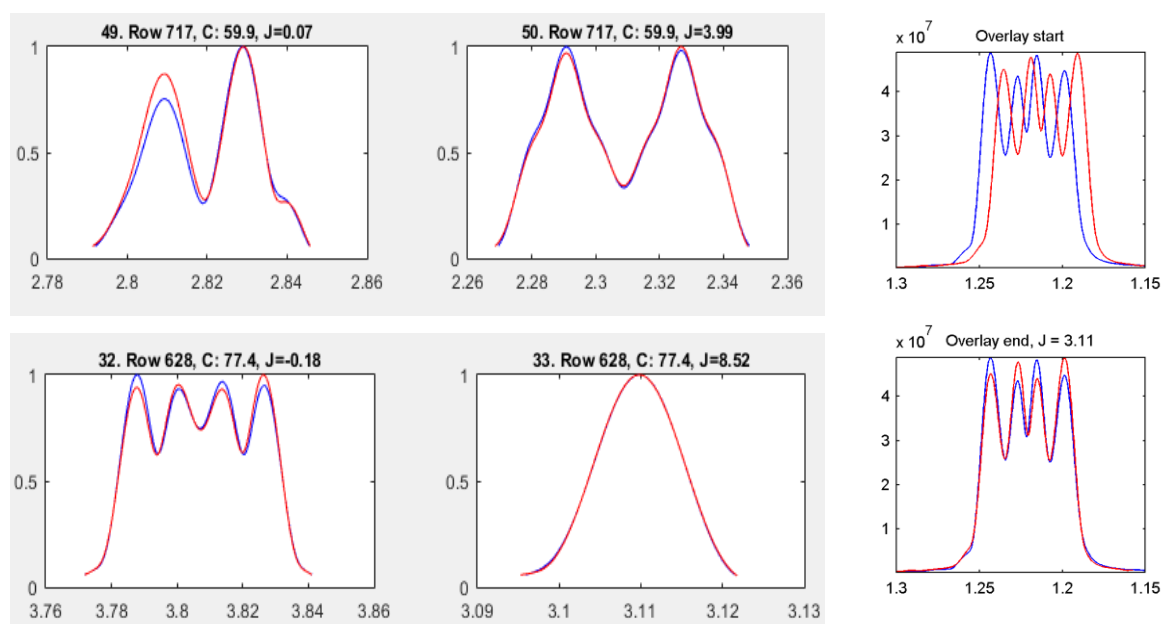 49. Row 717, C: 59.9, J=0.07
1
0.5
0
2.78 2.8 2.82 2.84 2.86
50. Row 717, C: 59.9, J=3.99
1
0.5
0
2.26 2.28 2.3 2.32 2.34 2.36
x 10^7
Overlay start
4
3
2
1
1.3 1.25 1.2 1.15
32. Row 628, C: 77.4, J=-0.18
1
0.5
0
3.76 3.78 3.8 3.82 3.84 3.86
33. Row 628, C: 77.4, J=8.52
1
0.5
0
3.09 3.1 3.11 3.12 3.13
x 10^7
Overlay end, J = 3.11
4
3
2
1
1.3 1.25 1.2 1.15